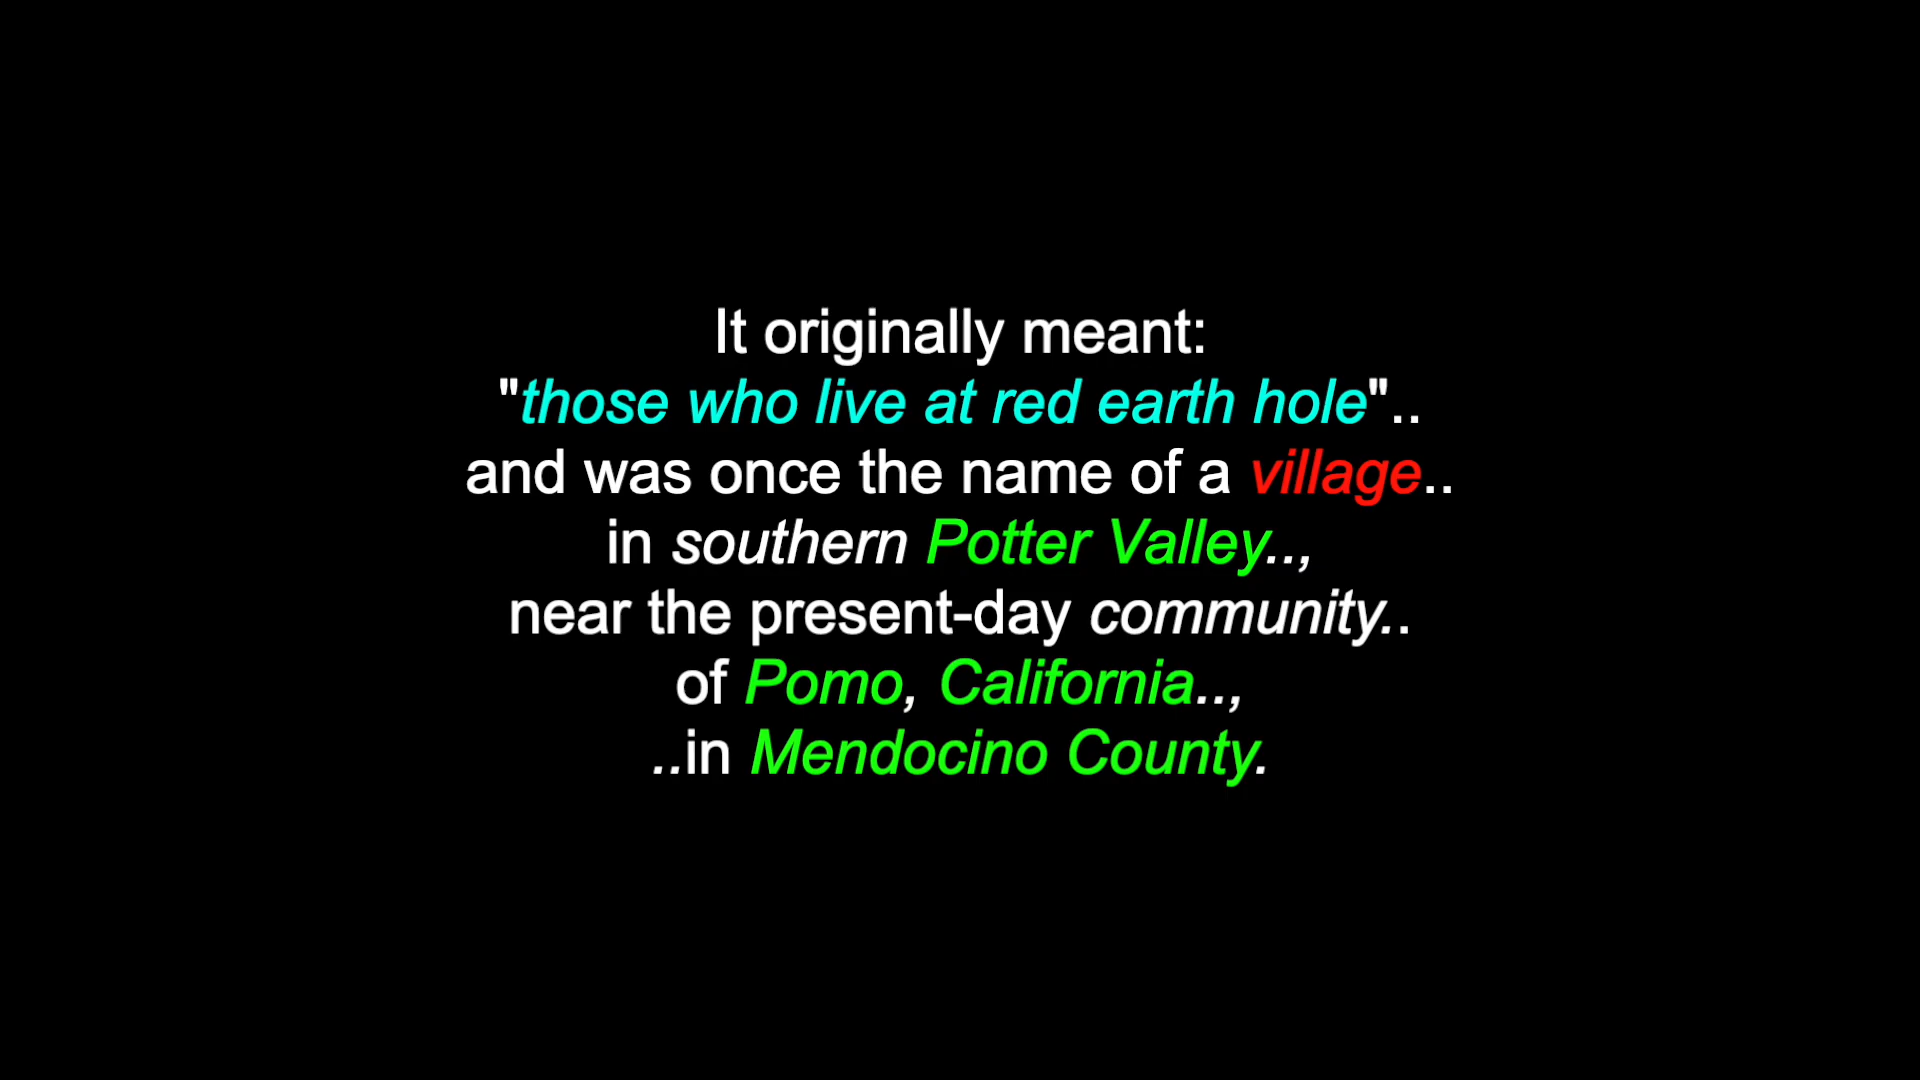 It originally meant:
"those who live at red earth hole"..
and was once the name of a village..
in southern Potter Valley..,
near the present-day community..
of Pomo, California..,
..in Mendocino County.